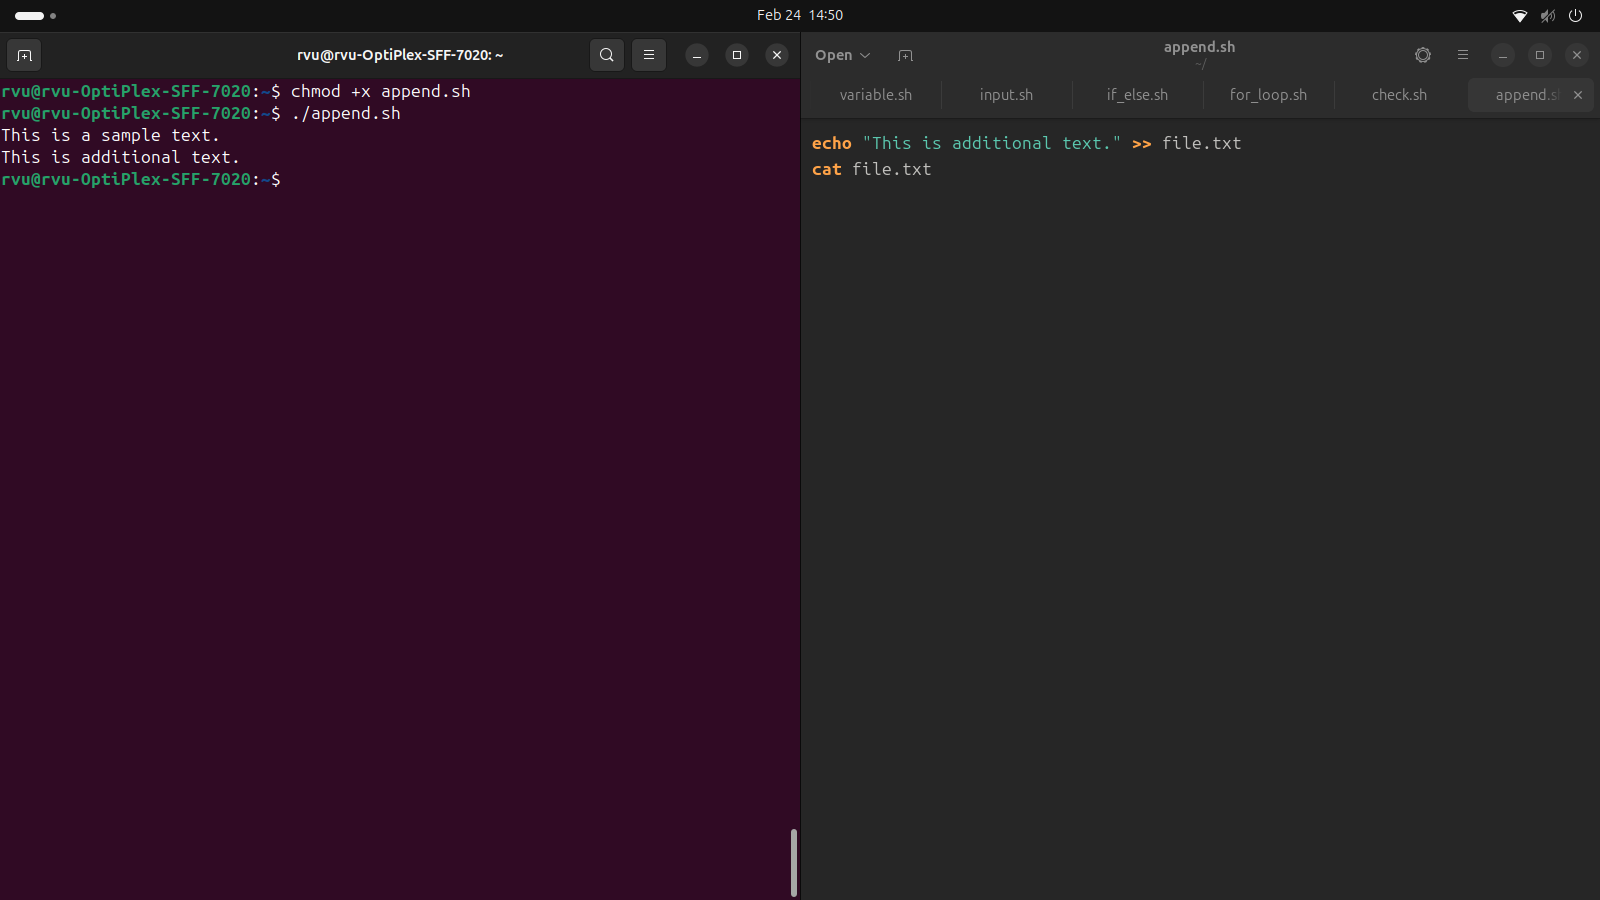 Feb 24 14:50
rvu@rvu-OptiPlex-SFF-7020: ~
rvu@rvu-OptiPlex-SFF-7020:~$ chmod +x append.sh
rvu@rvu-OptiPlex-SFF-7020:~$ ./append.sh
This is a sample text.
This is additional text.
rvu@rvu-OptiPlex-SFF-7020:~$
Open
append.sh
~/
variable.sh
input.sh
if_else.sh
for_loop.sh
check.sh
append.sh
echo "This is additional text." >> file.txt
cat file.txt